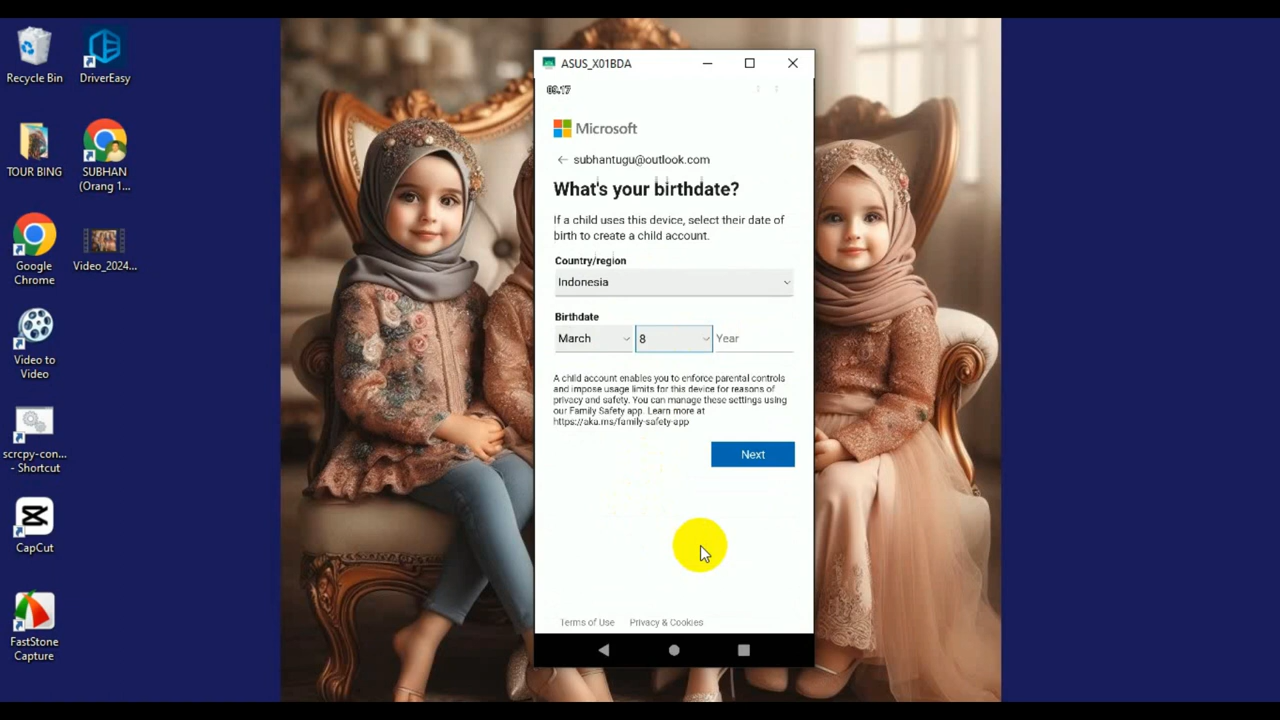 Recycle Bin
DriverEasy
TOUR BING
SUBHAN
(Orang 1...
Google
Chrome
Video_2024...
Video to
Video
scrcpy-con...
- Shortcut
CapCut
FastStone
Capture
ASUS_X01BDA
09.17
Microsoft
← subhantugu@outlook.com
What's your birthdate?
If a child uses this device, select their date of
birth to create a child account.
Country/region
Indonesia
Birthdate
March 8 Year
A child account enables you to enforce parental controls
and impose usage limits for this device for reasons of
privacy and safety. You can manage these settings using
our Family Safety app. Learn more at
https://aka.ms/family-safety-app
Next
Terms of Use Privacy & Cookies